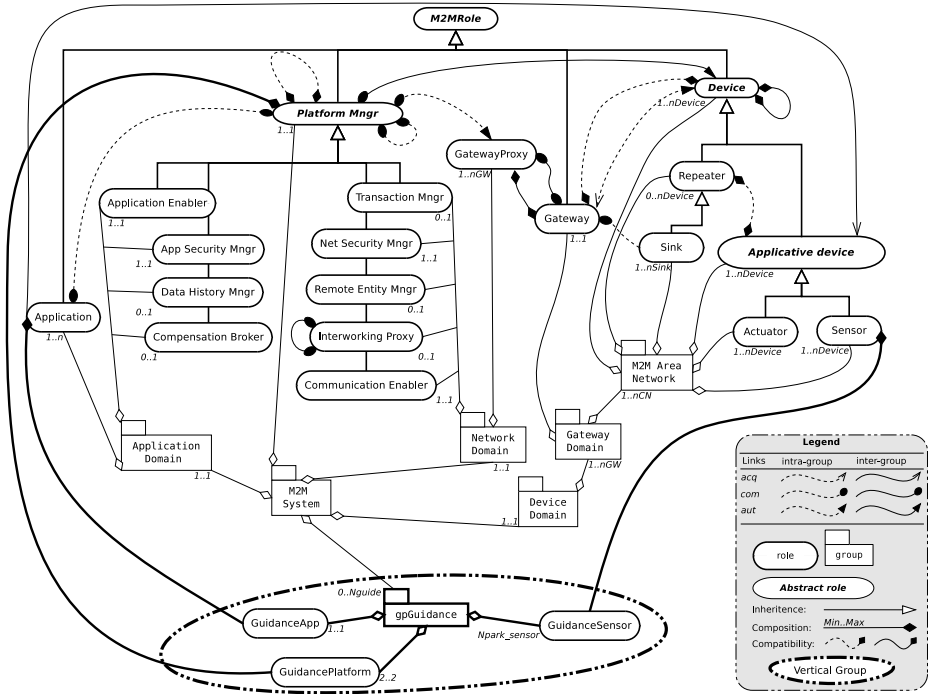 M2MRole
Platform Mngr
1..1
Device
1..nDevice
GatewayProxy
1..nGW
Repeater
0..nDevice
Application Enabler
1..1
Transaction Mngr
0..1
Gateway
1..1
App Security Mngr
1..1
Net Security Mngr
1..1
Sink
1..nSink
Applicative device
1..nDevice
Data History Mngr
0..1
Remote Entity Mngr
0..1
Application
1..n
Compensation Broker
0..1
Interworking Proxy
0..1
Actuator
1..nDevice
Sensor
1..nDevice
Communication Enabler
1..1
M2M Area
Network
1..nCN
Application
Domain
1..1
Network
Domain
1..1
Gateway
Domain
1..nGW
M2M
System
Device
Domain
1..1
0..Nguide
gpGuidance
GuidanceApp
1..1
GuidanceSensor
Npark_sensor
GuidancePlatform
2..2
Legend
Links intra-group inter-group
acq
com
aut
role
group
Abstract role
Inheritence:
Composition: Min..Max
Compatibility:
Vertical Group